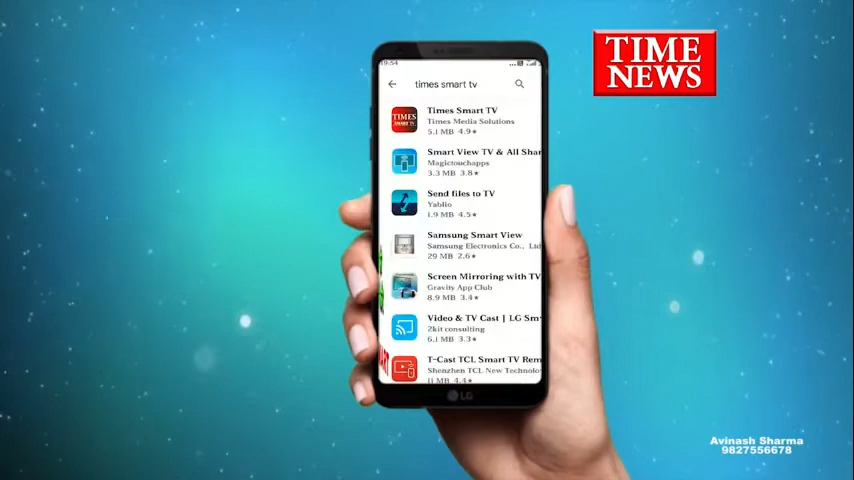 TIME
NEWS
19:54
times smart tv
TIMES
SMART TV
Times Smart TV
Times Media Solutions
5.1 MB 4.9★
Smart View TV & All Shar
Magictouchapps
3.3 MB 3.8★
Send files to TV
Yablio
1.9 MB 4.5★
Samsung Smart View
Samsung Electronics Co., Ltd
29 MB 2.6★
Screen Mirroring with TV
Gravity App Club
8.9 MB 3.4★
Video & TV Cast | LG Sm
2kit consulting
6.1 MB 3.3★
T-Cast TCL Smart TV Rem
Shenzhen TCL New Technolo
11 MB 4.4★
LG
Avinash Sharma
9827556678